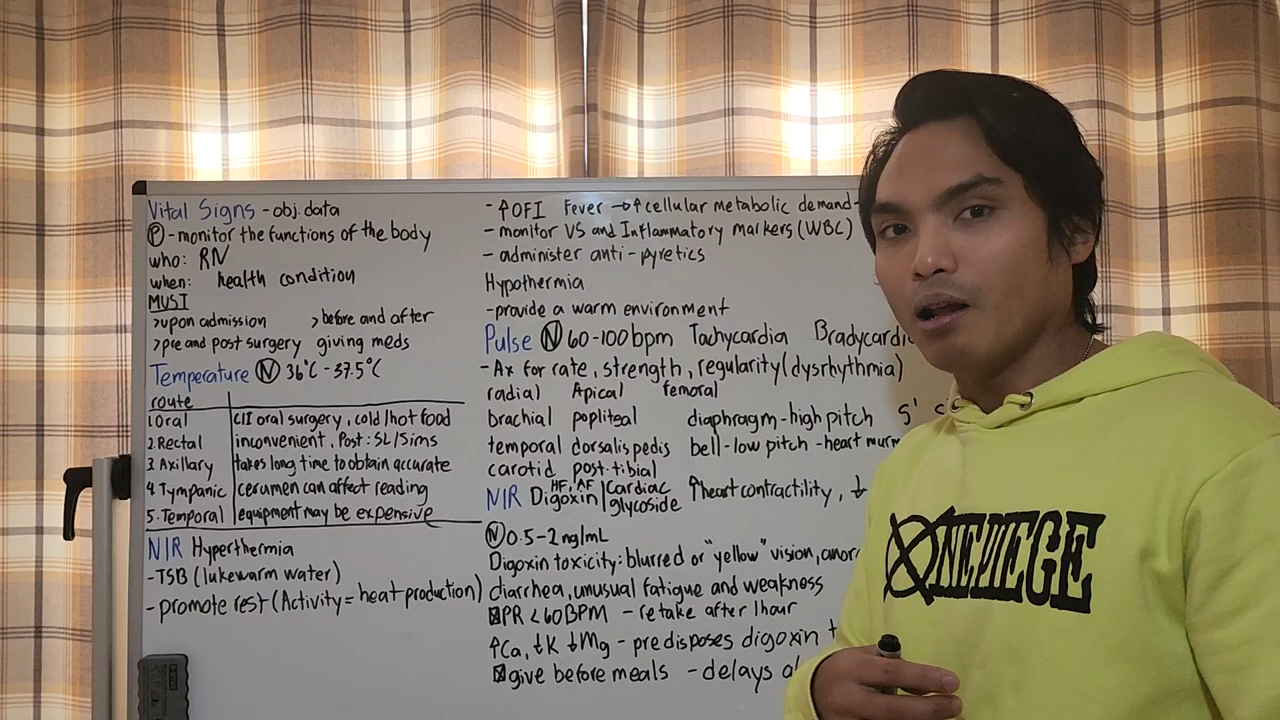 Vital Signs - obj. data
Ⓟ - monitor the functions of the body
who: RN
when: health condition
MUST
>upon admission >before and after
>pre and post surgery giving meds
Temperature Ⓝ 36°C - 37.5°C
route
1.Oral C/I oral surgery, cold/hot food
2.Rectal inconvenient, Post: SL/Sims
3 Axillary takes long time to obtain accurate
4 Tympanic cerumen can affect reading
5. Temporal equipment may be expensive
NIR Hyperthermia
-TSB (lukewarm water)
- promote rest (Activity = heat production)
- ↑OFI Fever → ↑ cellular metabolic demand-
- monitor VS and Inflammatory markers (WBC)
- administer anti-pyretics
Hypothermia
-provide a warm environment
Pulse Ⓝ 60-100bpm Tachycardia Bradycardi
-Ax for rate, strength, regularity (dysrhythmia)
radial Apical femoral
brachial popliteal diaphragm-high pitch S'
temporal dorsalis pedis bell-low pitch -heart murm
carotid post.tibial
NIR Digoxin HF, AF | Cardiac glycoside ↑heart contractility, ↓
Ⓝ 0.5-2ng/mL
Digoxin toxicity: blurred or "yellow" vision, anor
diarrhea, unusual fatigue and weakness
☒PR <60BPM - retake after 1hour
↑Ca, ↓K ↓Mg - predisposes digoxin t
☒give before meals - delays a
ONE PIECE